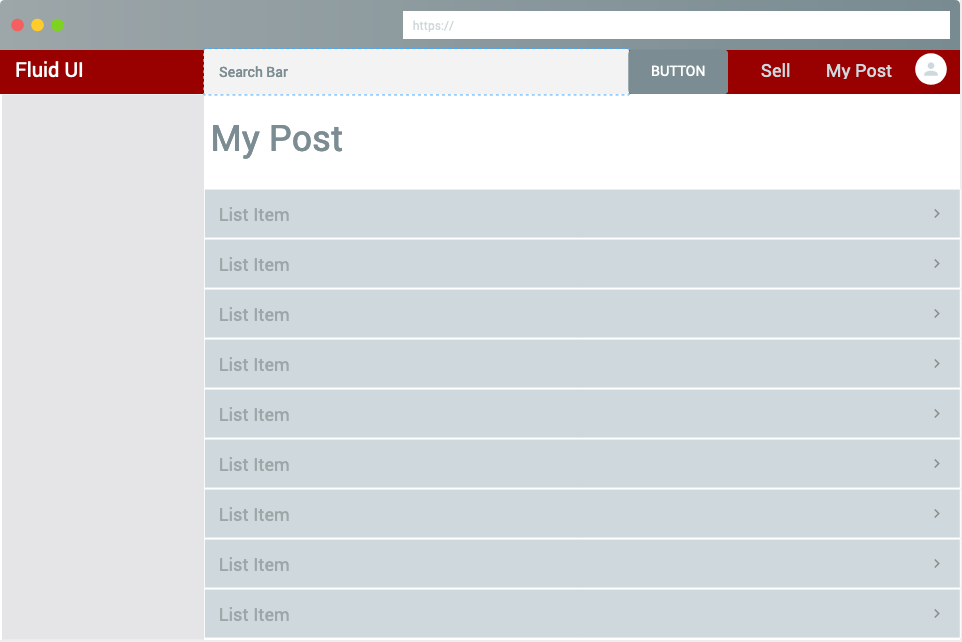 https://
Fluid UI
Search Bar
BUTTON
Sell
My Post
My Post
List Item
List Item
List Item
List Item
List Item
List Item
List Item
List Item
List Item